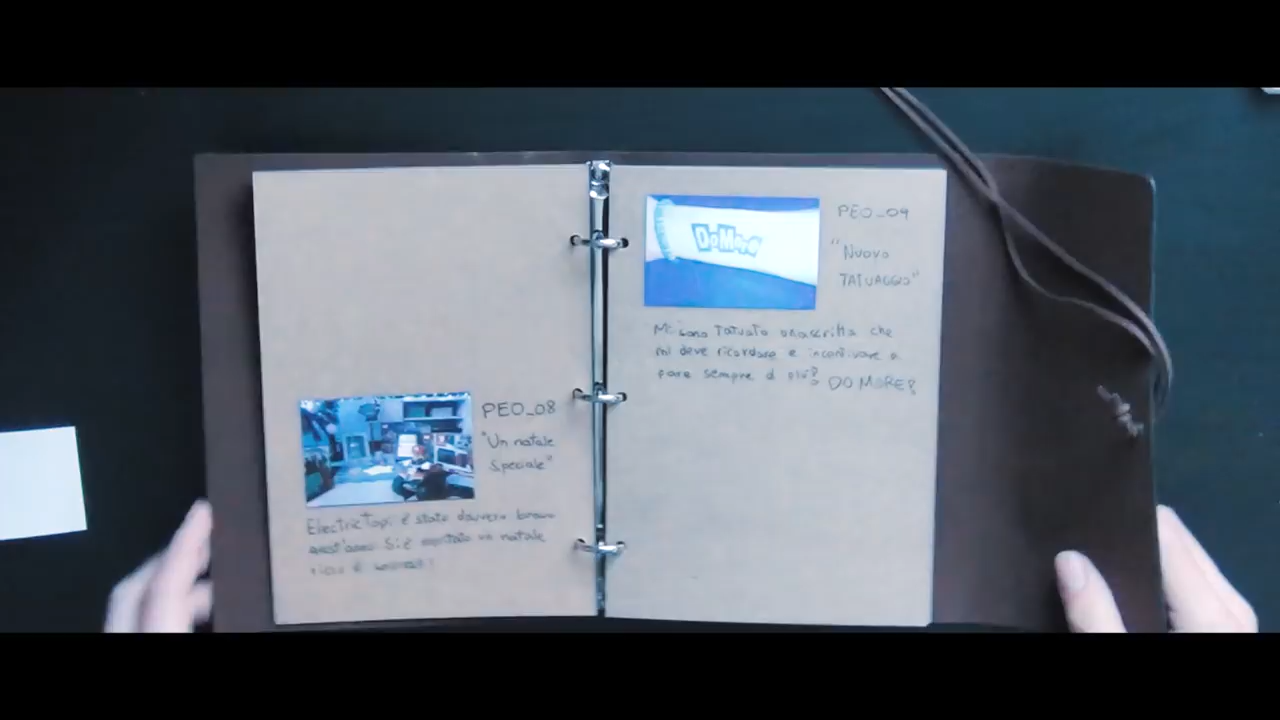 PEO_08
"Un natale
Speciale"
ElectricTopi é stato davvero bravo
quest'anno. Si é meritato un natale
DoMore
PEO_09
"Nuovo
TATUAGGIO"
Mi sono tatuato una scritta che
mi deve ricordare e incentivare a
fare sempre di più! DO MORE!